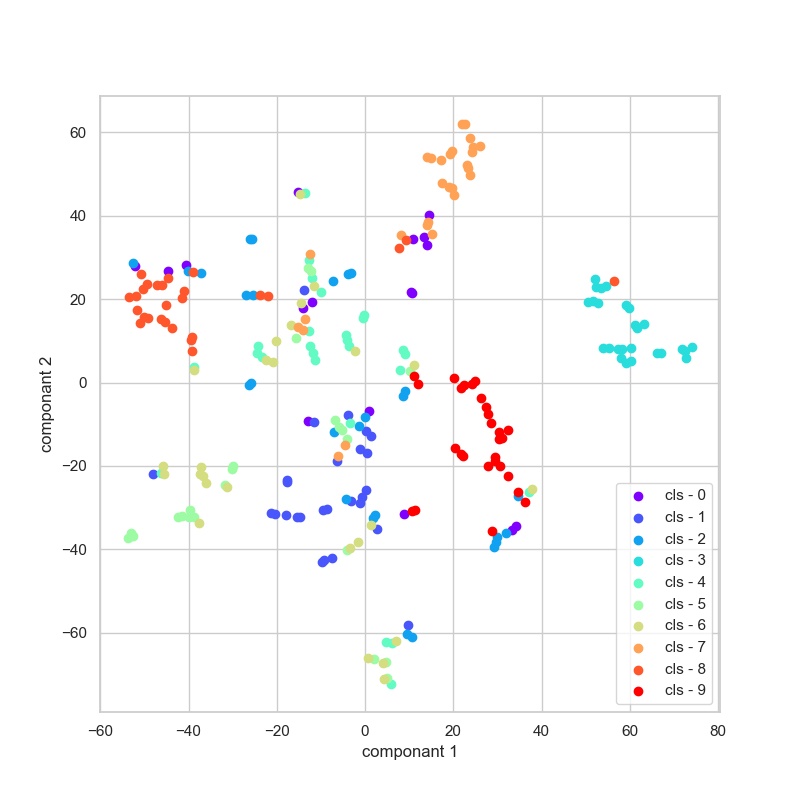 60
40
20
0
−20
−40
−60
componant 2
−60
−40
−20
0
20
40
60
80
componant 1
cls - 0
cls - 1
cls - 2
cls - 3
cls - 4
cls - 5
cls - 6
cls - 7
cls - 8
cls - 9